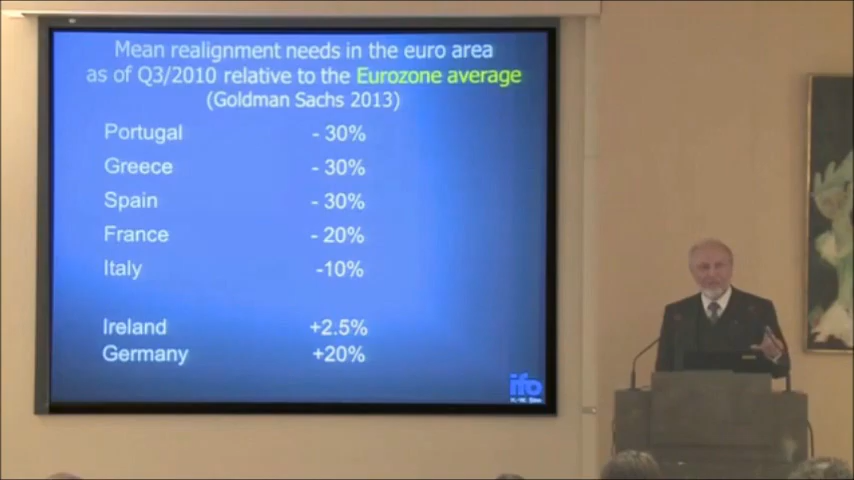 Mean realignment needs in the euro area
as of Q3/2010 relative to the Eurozone average
(Goldman Sachs 2013)
Portugal - 30%
Greece - 30%
Spain - 30%
France - 20%
Italy -10%
Ireland +2.5%
Germany +20%
ifo